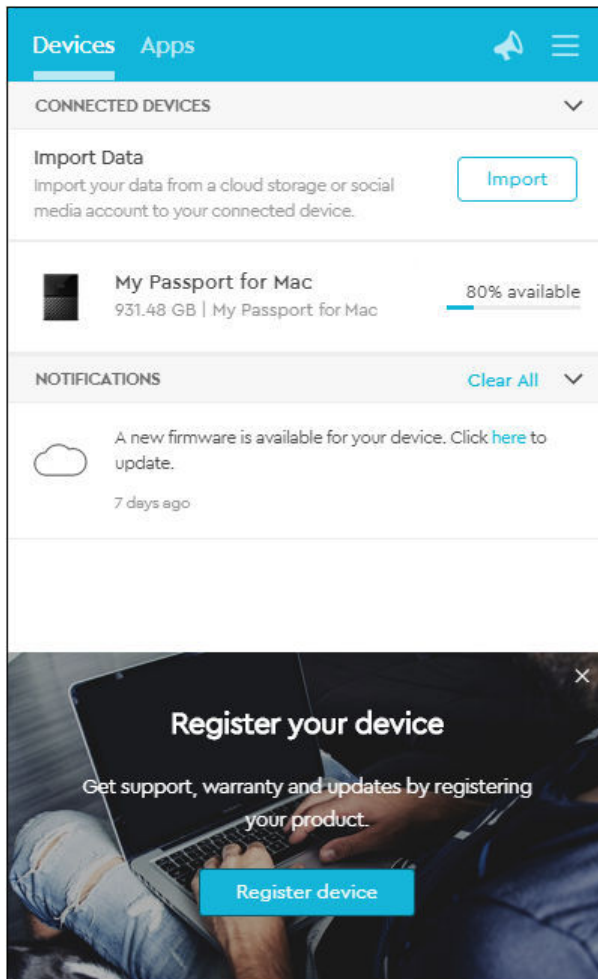 Devices Apps
CONNECTED DEVICES
Import Data
Import your data from a cloud storage or social
media account to your connected device.
Import
My Passport for Mac
931.48 GB | My Passport for Mac
80% available
NOTIFICATIONS Clear All
A new firmware is available for your device. Click here to
update.
7 days ago
Register your device
Get support, warranty and updates by registering
your product.
Register device